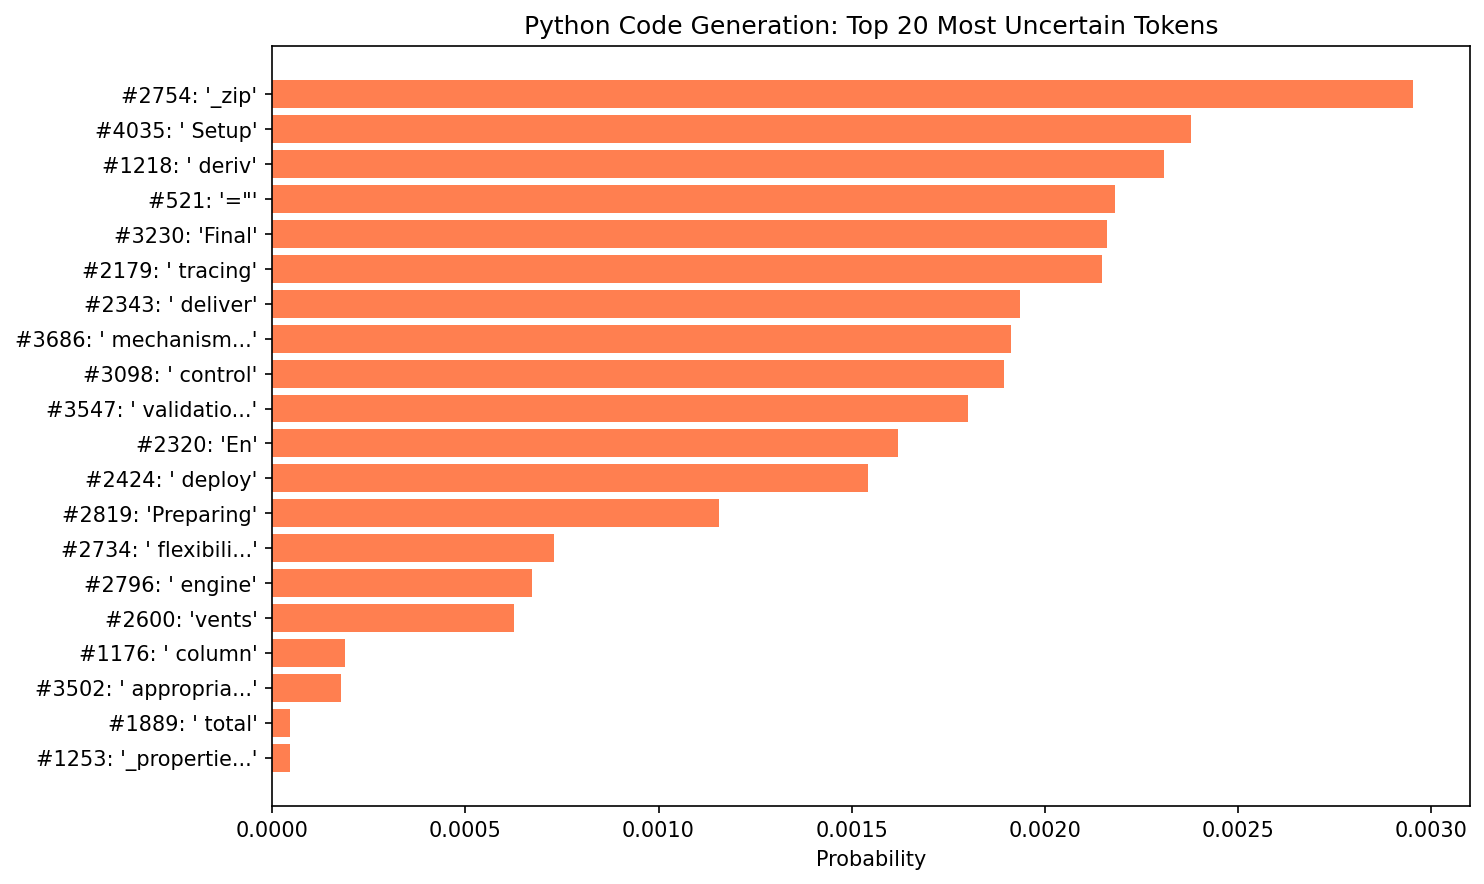 Python Code Generation: Top 20 Most Uncertain Tokens
#2754: '_zip'
#4035: ' Setup'
#1218: ' deriv'
#521: '="'
#3230: 'Final'
#2179: ' tracing'
#2343: ' deliver'
#3686: ' mechanism...'
#3098: ' control'
#3547: ' validatio...'
#2320: 'En'
#2424: ' deploy'
#2819: 'Preparing'
#2734: ' flexibili...'
#2796: ' engine'
#2600: 'vents'
#1176: ' column'
#3502: ' appropria...'
#1889: ' total'
#1253: '_propertie...'
0.0000 0.0005 0.0010 0.0015 0.0020 0.0025 0.0030
Probability